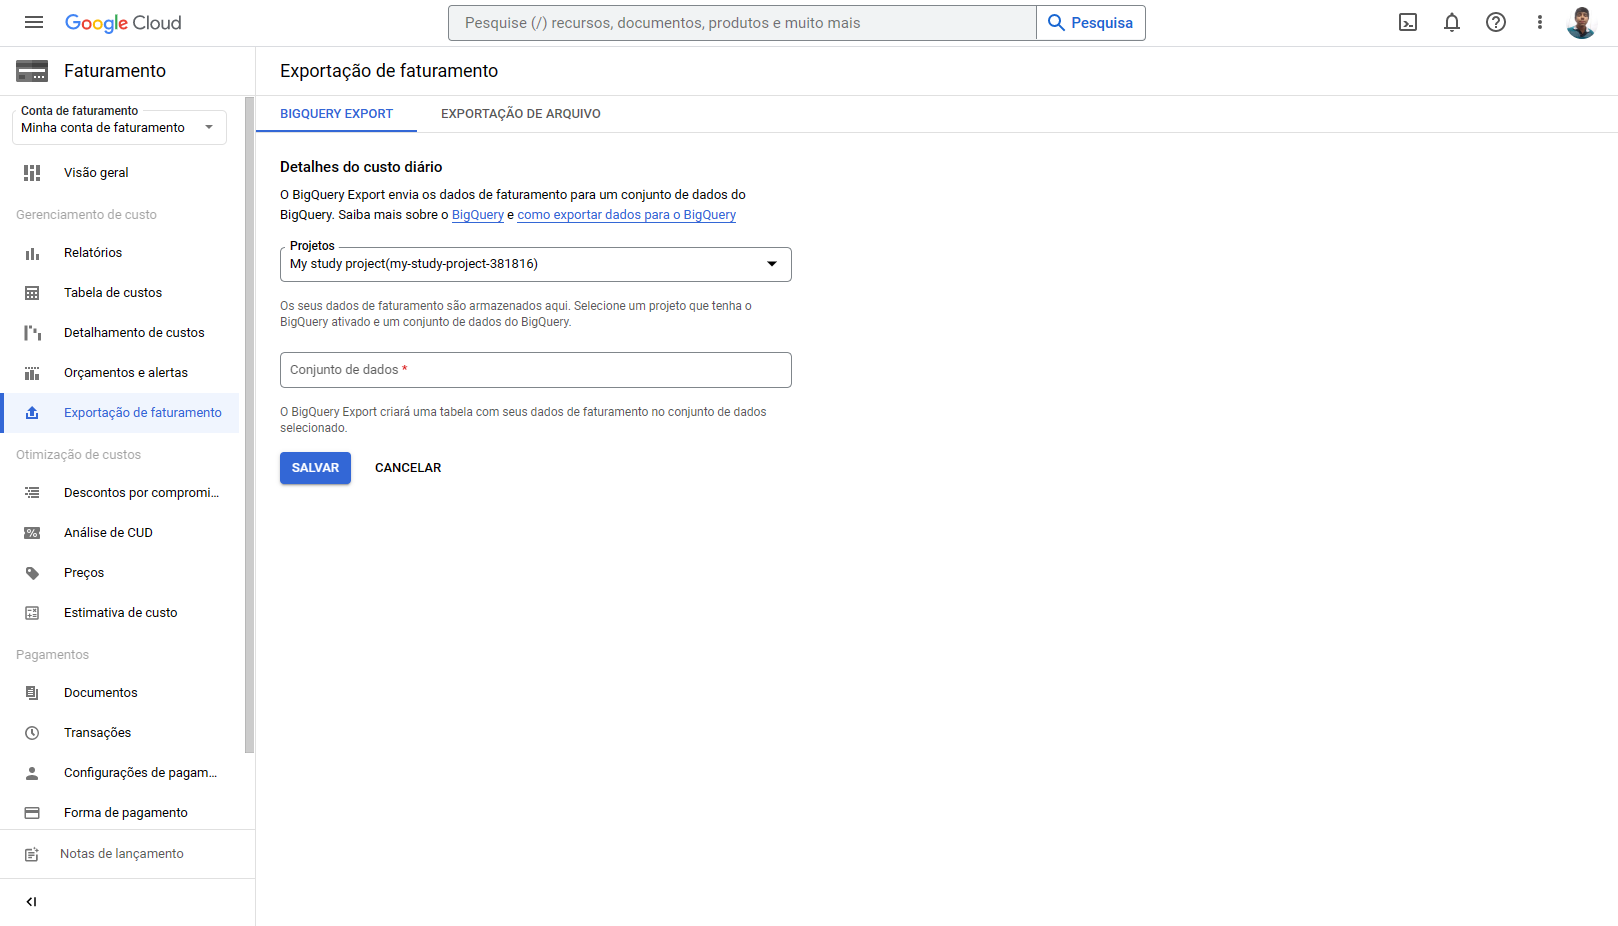 Google Cloud
Pesquise (/) recursos, documentos, produtos e muito mais
Pesquisa
Faturamento
Conta de faturamento
Minha conta de faturamento
Visão geral
Gerenciamento de custo
Relatórios
Tabela de custos
Detalhamento de custos
Orçamentos e alertas
Exportação de faturamento
Otimização de custos
Descontos por compromi...
Análise de CUD
Preços
Estimativa de custo
Pagamentos
Documentos
Transações
Configurações de pagam...
Forma de pagamento
Notas de lançamento
Exportação de faturamento
BIGQUERY EXPORT
EXPORTAÇÃO DE ARQUIVO
Detalhes do custo diário
O BigQuery Export envia os dados de faturamento para um conjunto de dados do
BigQuery. Saiba mais sobre o BigQuery e como exportar dados para o BigQuery
Projetos
My study project(my-study-project-381816)
Os seus dados de faturamento são armazenados aqui. Selecione um projeto que tenha o
BigQuery ativado e um conjunto de dados do BigQuery.
Conjunto de dados *
O BigQuery Export criará uma tabela com seus dados de faturamento no conjunto de dados
selecionado.
SALVAR
CANCELAR